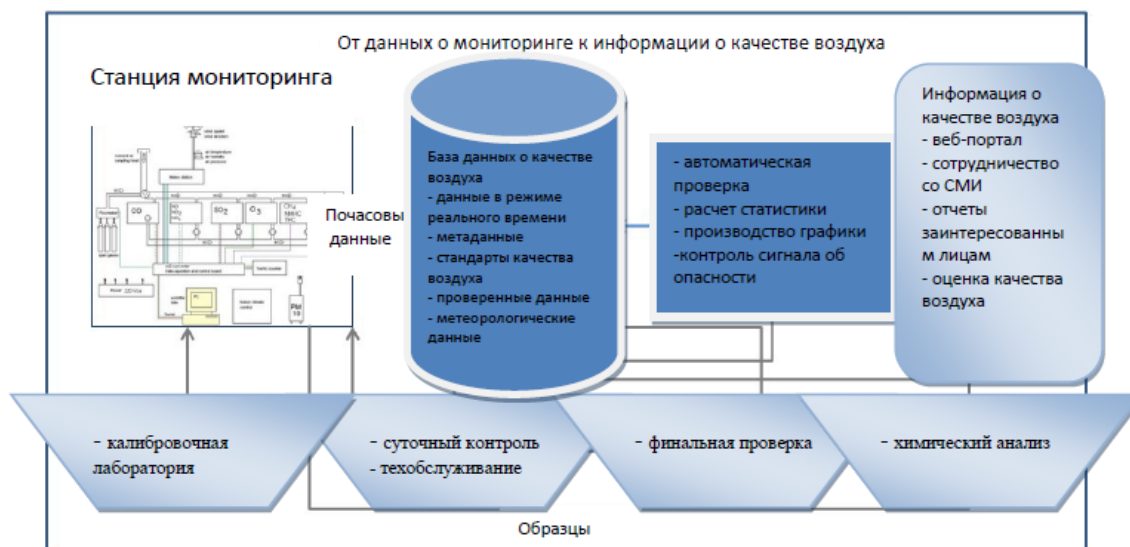 От данных о мониторинге к информации о качестве воздуха
Станция мониторинга
CO
SO2
O3
CH4
NMHC
THC
PM
10
Почасовы
данные
База данных о качестве
воздуха
- данные в режиме
реального времени
- метаданные
- стандарты качества
воздуха
- проверенные данные
- метеорологические
данные
- автоматическая
проверка
- расчет статистики
- производство графики
-контроль сигнала об
опасности
Информация о
качестве воздуха
- веб-портал
- сотрудничество
со СМИ
- отчеты
заинтересованны
м лицам
- оценка качества
воздуха
- калибровочная
лаборатория
- суточный контроль
- техобслуживание
- финальная проверка
- химический анализ
Образцы